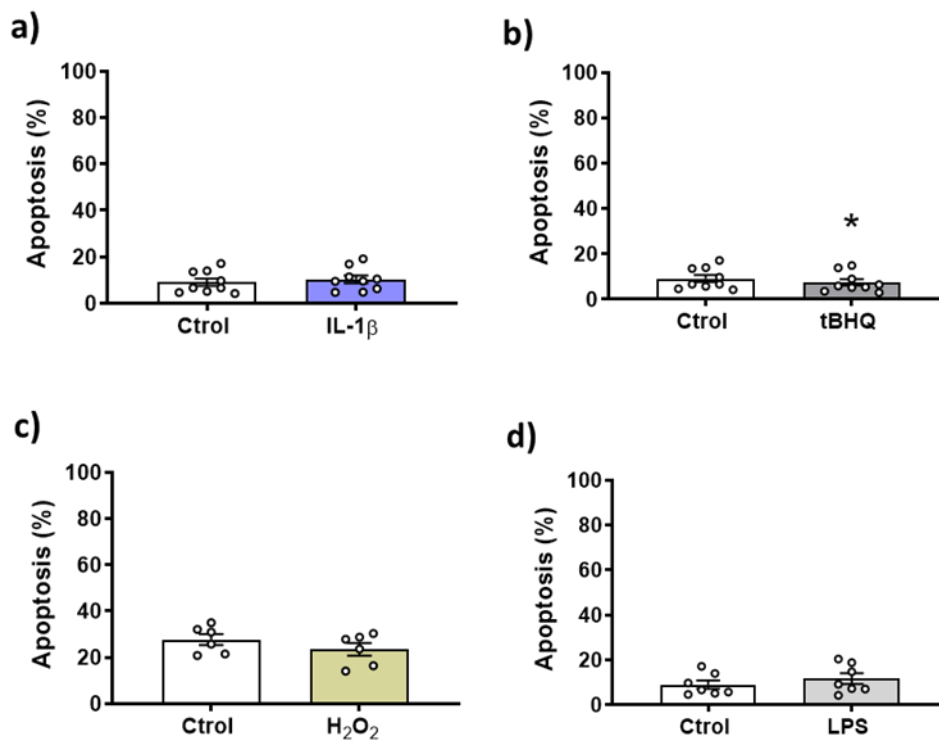 a)
Apoptosis (%)
100
80
60
40
20
0
Ctrol
IL-1β
b)
Apoptosis (%)
100
80
60
40
20
0
*
Ctrol
tBHQ
c)
Apoptosis (%)
100
80
60
40
20
0
Ctrol
H₂O₂
d)
Apoptosis (%)
100
80
60
40
20
0
Ctrol
LPS